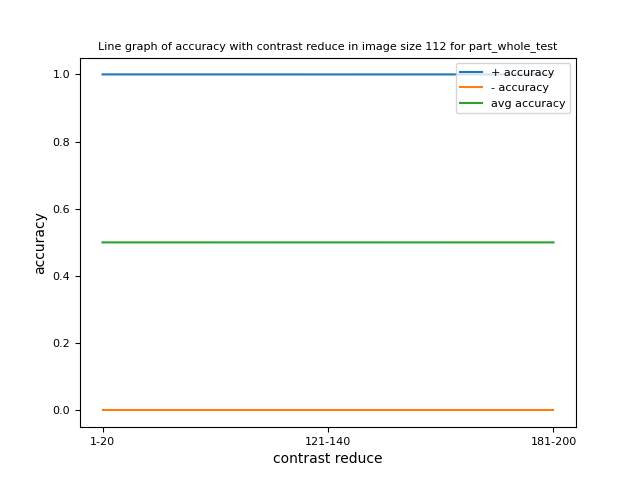 Line graph of accuracy with contrast reduce in image size 112 for part_whole_test
1.0
0.8
0.6
0.4
0.2
0.0
accuracy
+ accuracy
- accuracy
avg accuracy
1-20
121-140
181-200
contrast reduce